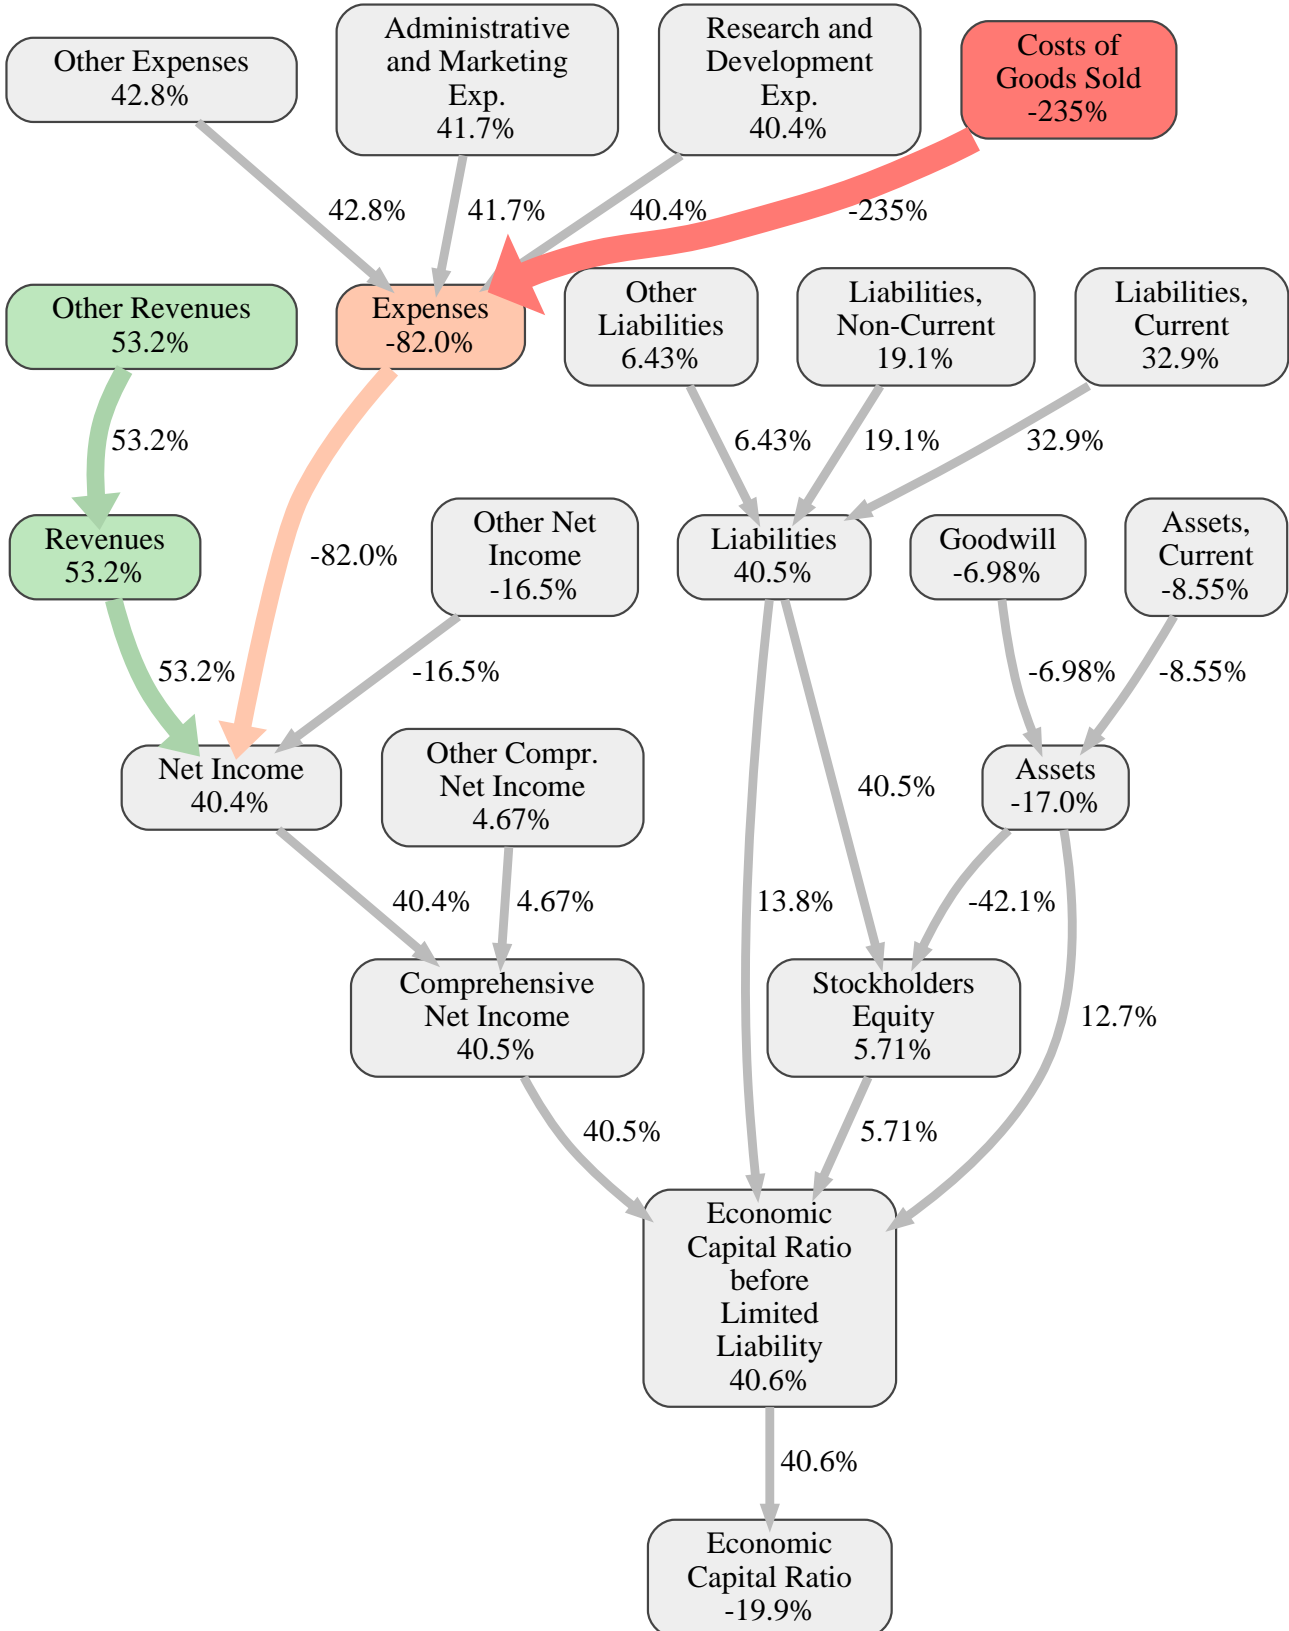 Other Expenses
42.8%
Administrative
and Marketing
Exp.
41.7%
Research and
Development
Exp.
40.4%
Costs of
Goods Sold
-235%
42.8%
41.7%
40.4%
-235%
Other Revenues
53.2%
Expenses
-82.0%
Other
Liabilities
6.43%
Liabilities,
Non-Current
19.1%
Liabilities,
Current
32.9%
53.2%
6.43%
19.1%
32.9%
Revenues
53.2%
-82.0%
Other Net
Income
-16.5%
Liabilities
40.5%
Goodwill
-6.98%
Assets,
Current
-8.55%
53.2%
-16.5%
-6.98%
-8.55%
Net Income
40.4%
Other Compr.
Net Income
4.67%
40.5%
Assets
-17.0%
40.4%
4.67%
13.8%
-42.1%
Comprehensive
Net Income
40.5%
Stockholders
Equity
5.71%
12.7%
40.5%
5.71%
Economic
Capital Ratio
before
Limited
Liability
40.6%
40.6%
Economic
Capital Ratio
-19.9%